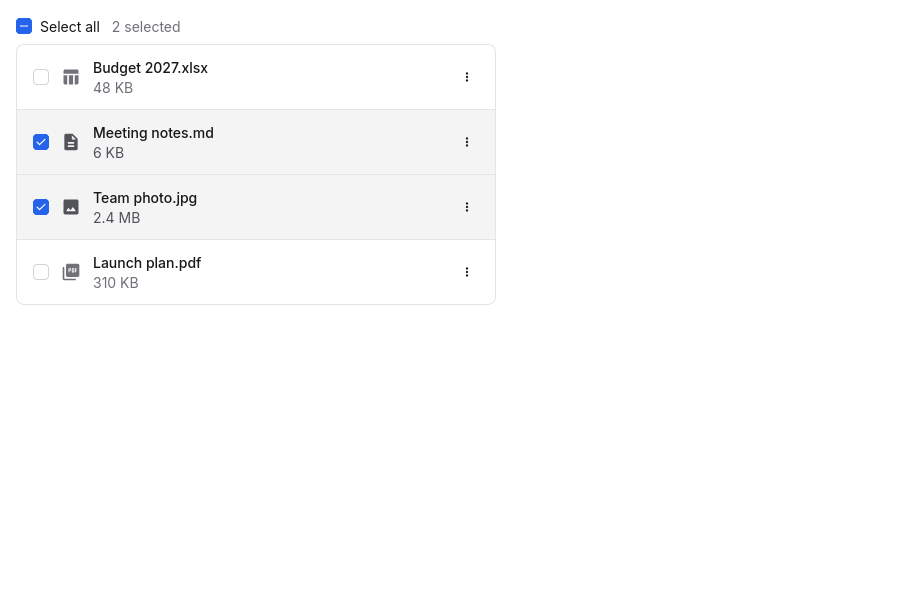 Select all 2 selected
Budget 2027.xlsx
48 KB
Meeting notes.md
6 KB
Team photo.jpg
2.4 MB
PDF
Launch plan.pdf
310 KB